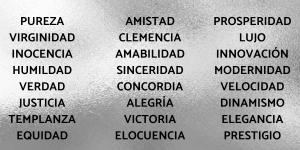 PUREZA
VIRGINIDAD
INOCENCIA
HUMILDAD
VERDAD
JUSTICIA
TEMPLANZA
EQUIDAD
AMISTAD
CLEMENCIA
AMABILIDAD
SINCERIDAD
CONCORDIA
ALEGRÍA
VICTORIA
ELOCUENCIA
PROSPERIDAD
LUJO
INNOVACIÓN
MODERNIDAD
VELOCIDAD
DINAMISMO
ELEGANCIA
PRESTIGIO